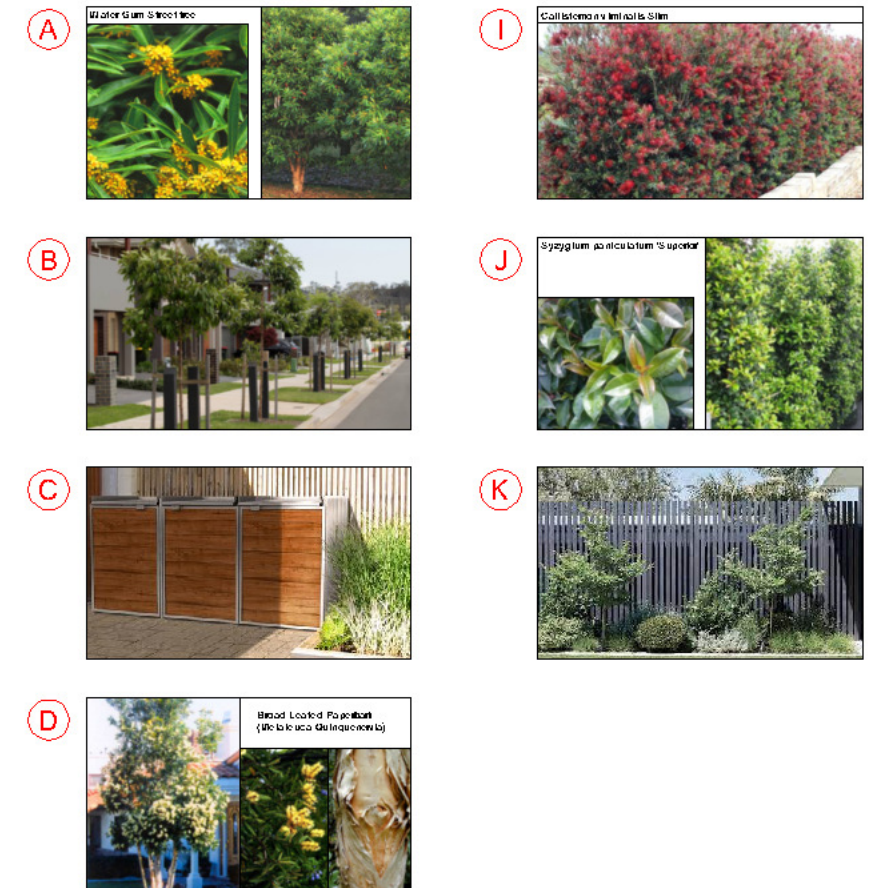 A
Water Gum Street tree
B
C
D
Broad Leafed Paperbark
(Melaleuca Quinquenervia)
I
Callistemon viminalis Slim
J
Syzygium paniculatum 'Superior'
K